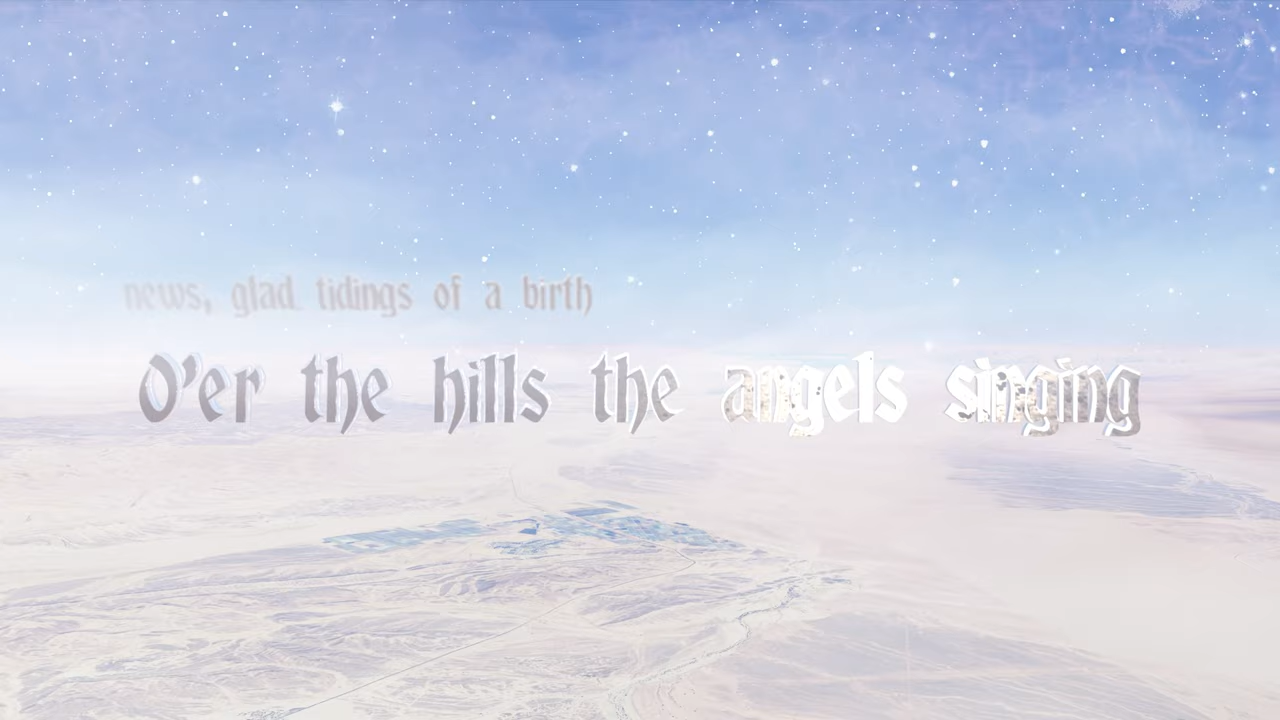 news, glad tidings of a birth
O'er the hills the angels singing